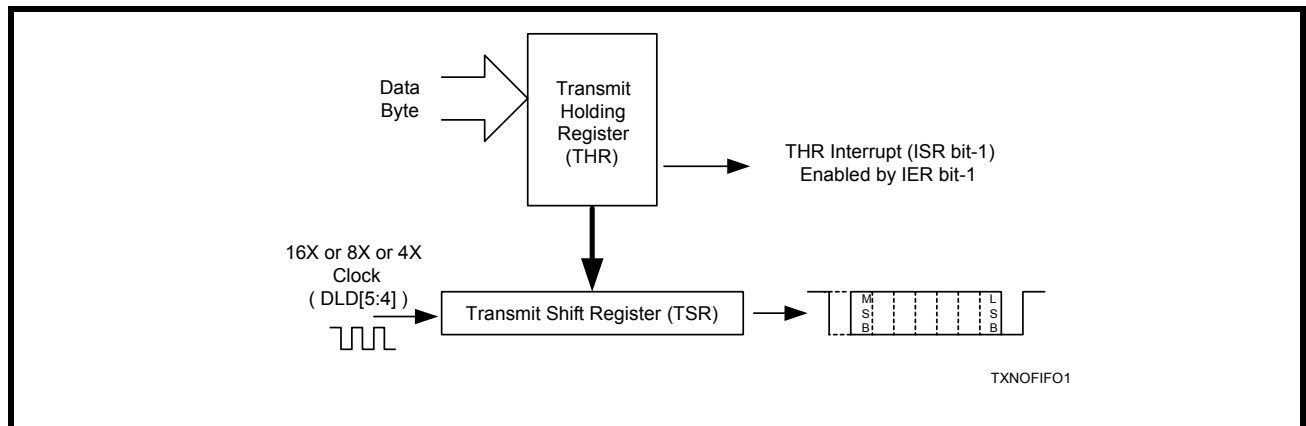 Data
Byte
Transmit
Holding
Register
(THR)
THR Interrupt (ISR bit-1)
Enabled by IER bit-1
16X or 8X or 4X
Clock
( DLD[5:4] )
Transmit Shift Register (TSR)
M
S
B
L
S
B
TXNOFIFO1